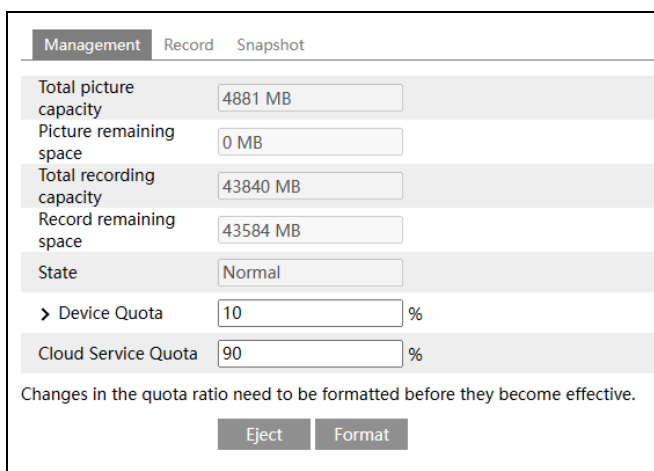 Management Record Snapshot
Total picture
capacity
4881 MB
Picture remaining
space
0 MB
Total recording
capacity
43840 MB
Record remaining
space
43584 MB
State Normal
Device Quota 10 %
Cloud Service Quota 90 %
Changes in the quota ratio need to be formatted before they become effective.
Eject Format